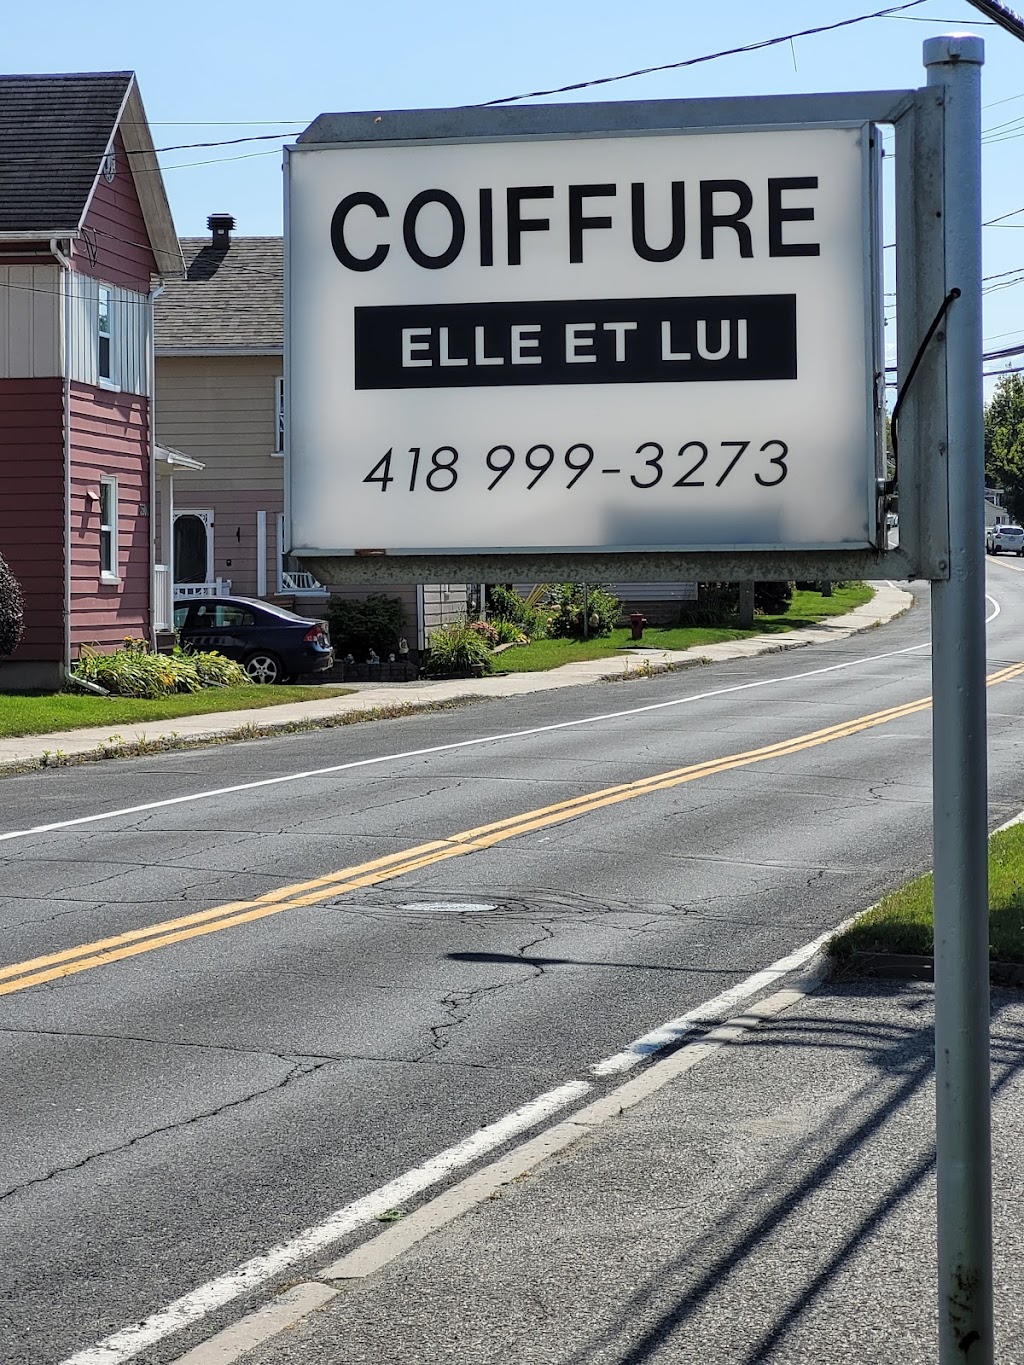 COIFFURE
ELLE ET LUI
418 999-3273